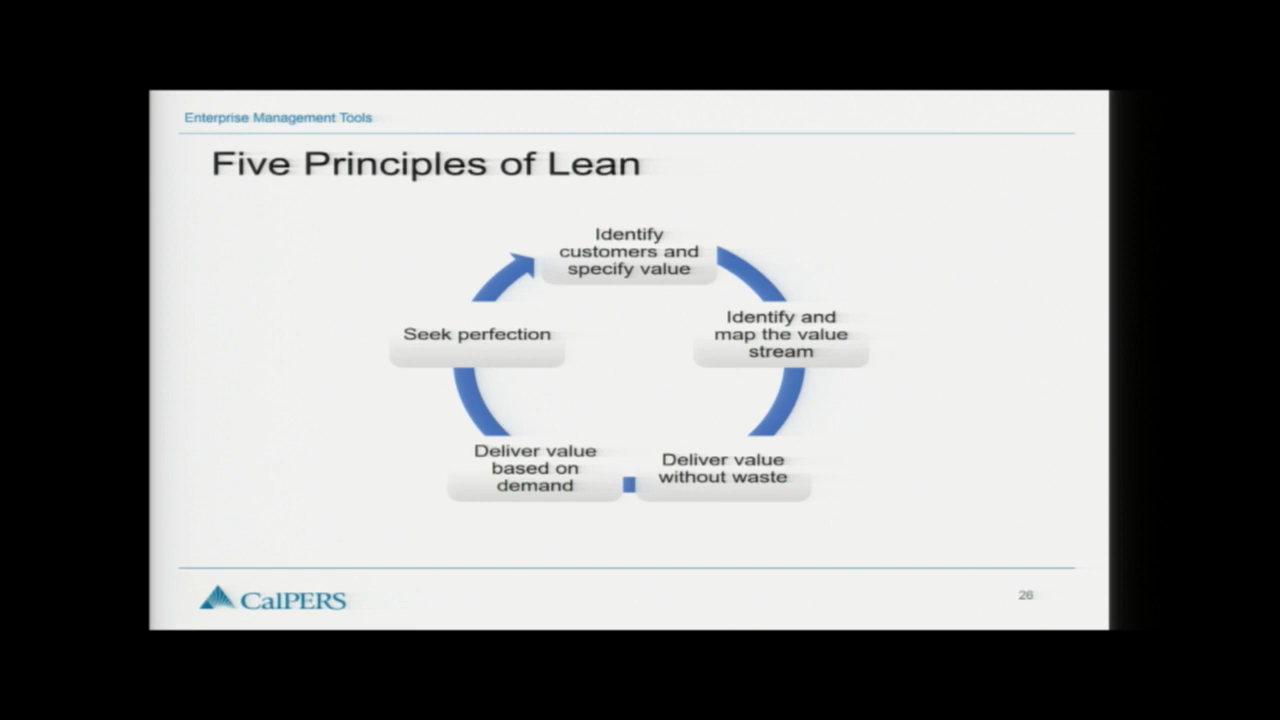 Enterprise Management Tools
Five Principles of Lean
Identify
customers and
specify value
Identify and
map the value
stream
Deliver value
without waste
Deliver value
based on
demand
Seek perfection
CalPERS
26